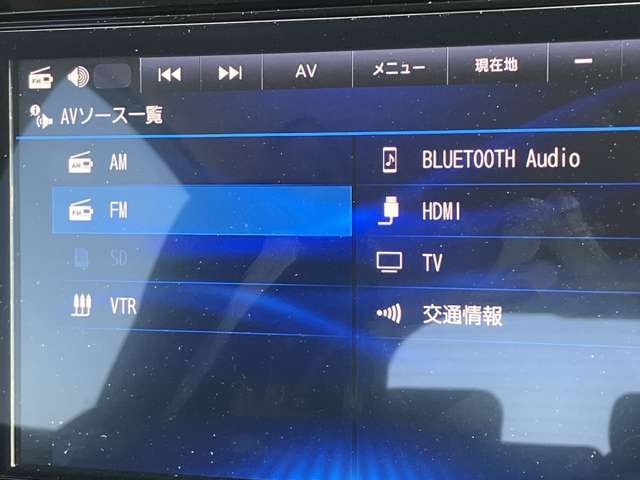 AV メニュー 現在地
AVソース一覧
AM BLUETOOTH Audio
FM HDMI
SD TV
VTR 交通情報